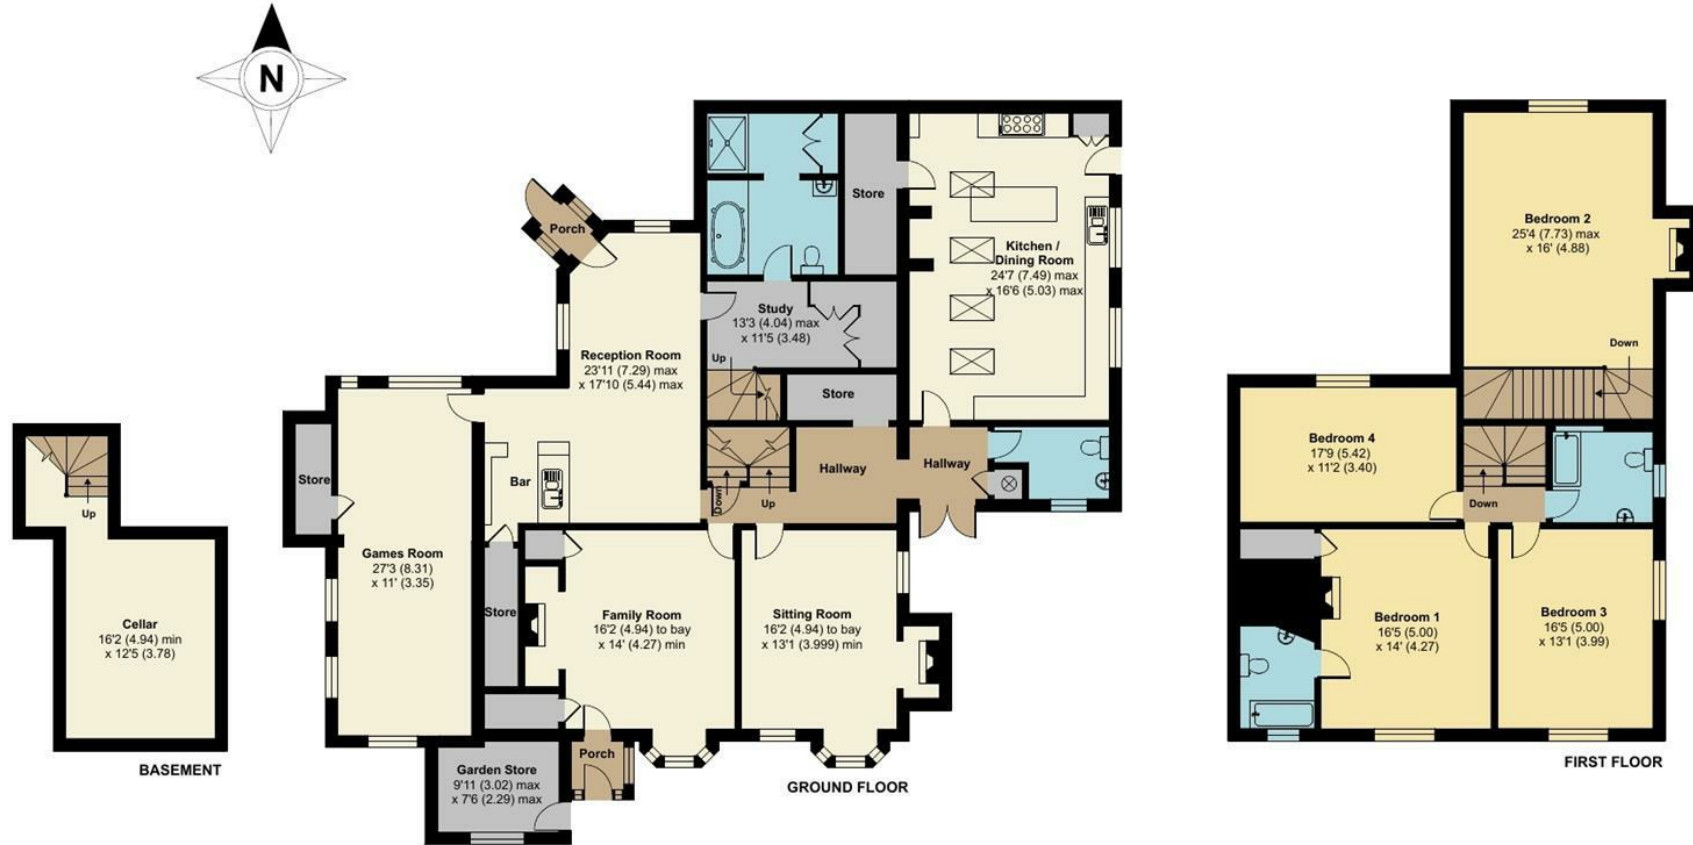 N
Up
Cellar
16'2 (4.94) min
x 12'5 (3.78)
BASEMENT
Porch
Store
Kitchen /
Dining Room
24'7 (7.49) max
x 16'6 (5.03) max
Study
13'3 (4.04) max
x 11'5 (3.48)
Up
Reception Room
23'11 (7.29) max
x 17'10 (5.44) max
Store
Hallway
Hallway
Down
Up
Bar
Store
Games Room
27'3 (8.31)
x 11' (3.35)
Store
Family Room
16'2 (4.94) to bay
x 14' (4.27) min
Sitting Room
16'2 (4.94) to bay
x 13'1 (3.999) min
Porch
Garden Store
9'11 (3.02) max
x 7'6 (2.29) max
GROUND FLOOR
Bedroom 2
25'4 (7.73) max
x 16' (4.88)
Down
Bedroom 4
17'9 (5.42)
x 11'2 (3.40)
Down
Bedroom 1
16'5 (5.00)
x 14' (4.27)
Bedroom 3
16'5 (5.00)
x 13'1 (3.99)
FIRST FLOOR